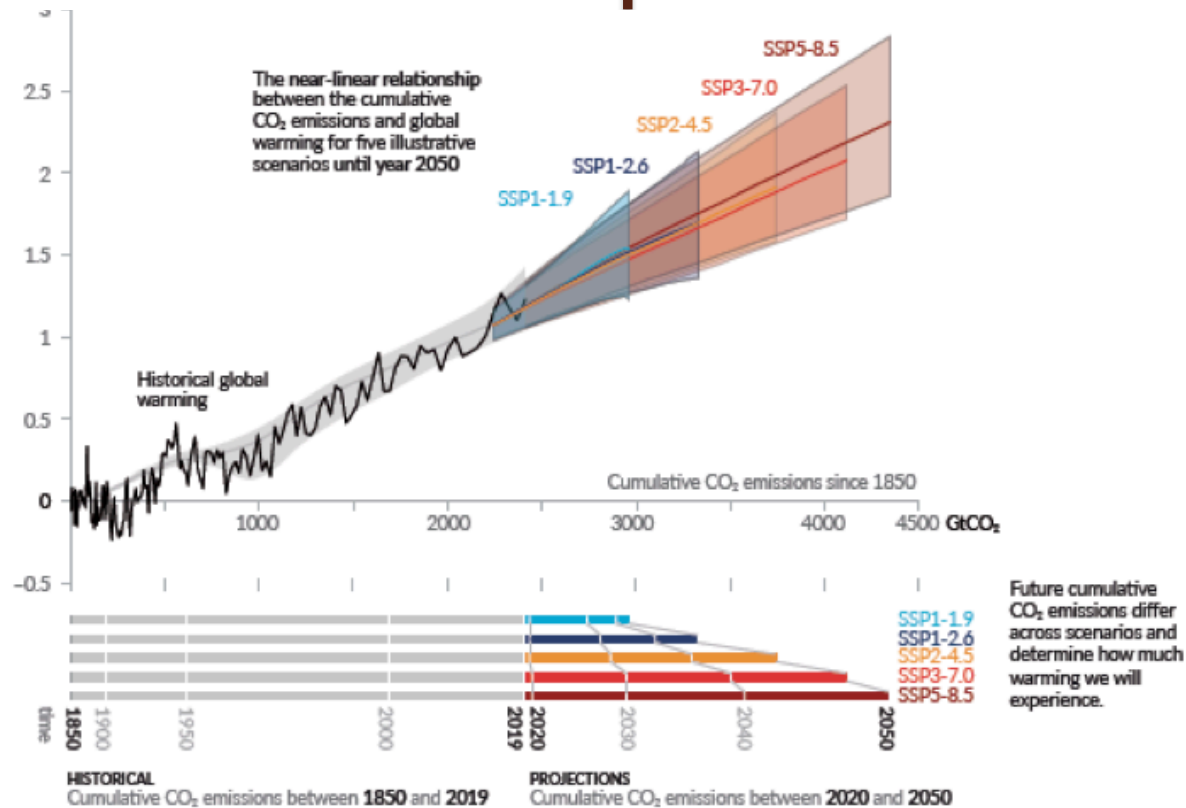 3
2.5
2
1.5
1
0.5
0
–0.5
The near-linear relationship
between the cumulative
CO₂ emissions and global
warming for five illustrative
scenarios until year 2050
SSP5-8.5
SSP3-7.0
SSP2-4.5
SSP1-2.6
SSP1-1.9
Historical global
warming
Cumulative CO₂ emissions since 1850
1000
2000
3000
4000
4500 GtCO₂
Future cumulative
CO₂ emissions differ
across scenarios and
determine how much
warming we will
experience.
SSP1-1.9
SSP1-2.6
SSP2-4.5
SSP3-7.0
SSP5-8.5
time
1850
1900
1950
2000
2019
2020
2030
2040
2050
HISTORICAL
Cumulative CO₂ emissions between 1850 and 2019
PROJECTIONS
Cumulative CO₂ emissions between 2020 and 2050